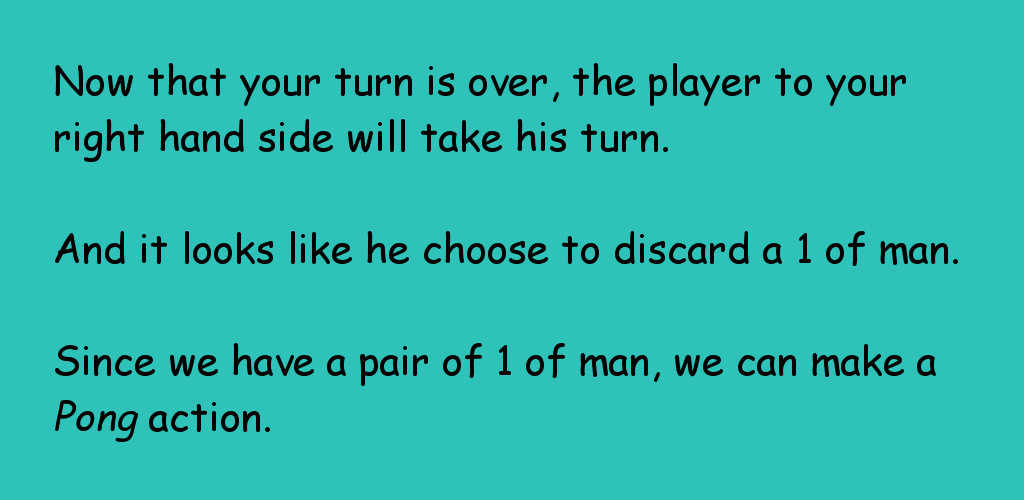 Now that your turn is over, the player to your
right hand side will take his turn.
And it looks like he choose to discard a 1 of man.
Since we have a pair of 1 of man, we can make a
Pong action.